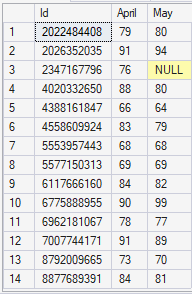 Id April May
1 2022484408 79 80
2 2026352035 91 94
3 2347167796 76 NULL
4 4020332650 88 80
5 4388161847 66 64
6 4558609924 83 79
7 5553957443 68 68
8 5577150313 69 69
9 6117666160 84 82
10 6775888955 90 99
11 6962181067 78 77
12 7007744171 91 89
13 8792009665 73 70
14 8877689391 84 81